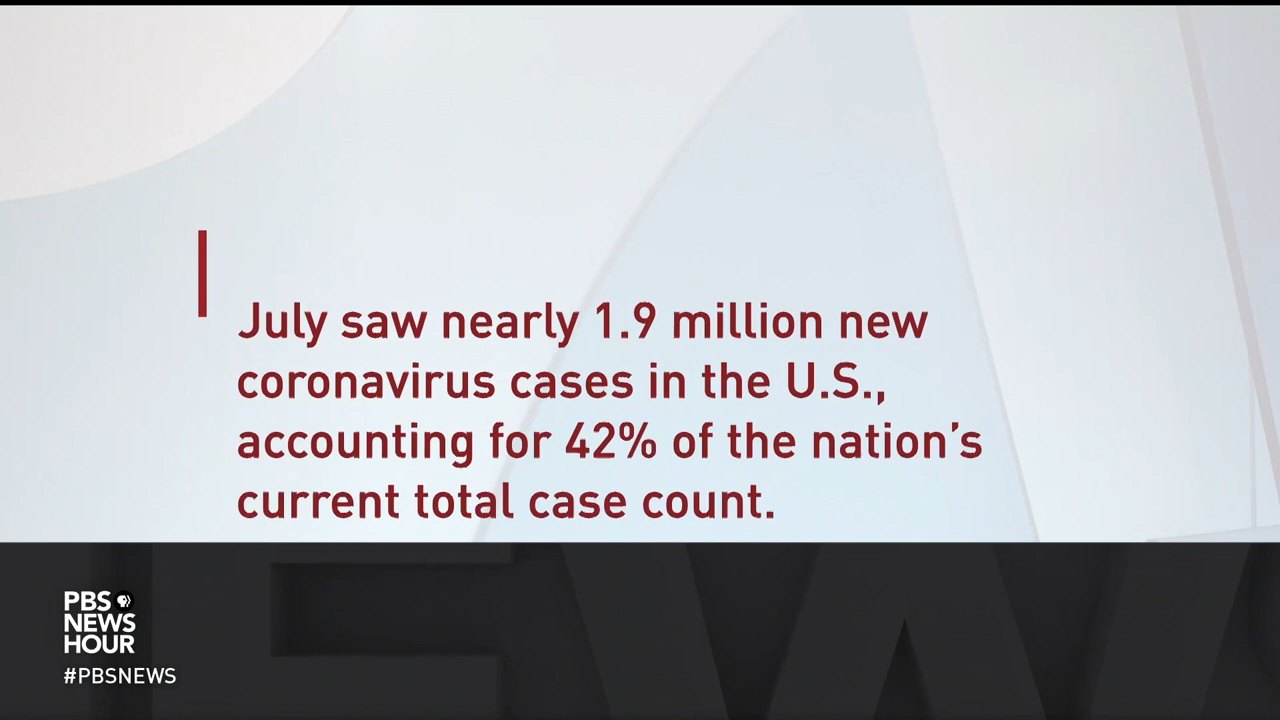 July saw nearly 1.9 million new
coronavirus cases in the U.S.,
accounting for 42% of the nation’s
current total case count.
PBS
NEWS
HOUR
#PBSNEWS